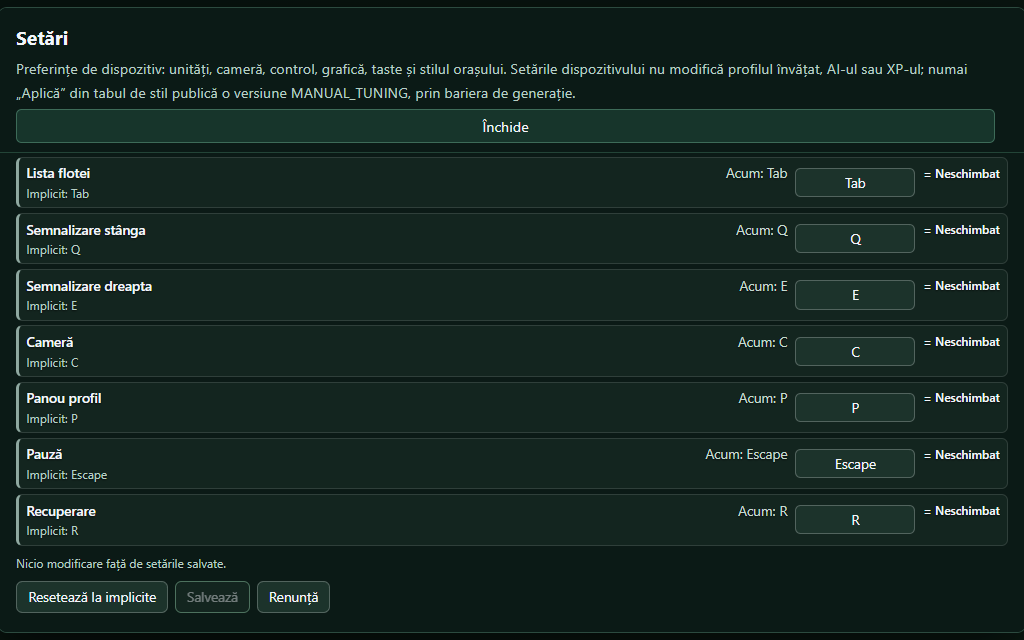 Setări
Preferințe de dispozitiv: unități, cameră, control, grafică, taste și stilul orașului. Setările dispozitivului nu modifică profilul învățat, AI-ul sau XP-ul; numai
„Aplică” din tabul de stil publică o versiune MANUAL_TUNING, prin bariera de generație.
Închide
Lista flotei
Implicit: Tab
Acum: Tab
Tab
= Neschimbat
Semnalizare stânga
Implicit: Q
Acum: Q
Q
= Neschimbat
Semnalizare dreapta
Implicit: E
Acum: E
E
= Neschimbat
Cameră
Implicit: C
Acum: C
C
= Neschimbat
Panou profil
Implicit: P
Acum: P
P
= Neschimbat
Pauză
Implicit: Escape
Acum: Escape
Escape
= Neschimbat
Recuperare
Implicit: R
Acum: R
R
= Neschimbat
Nicio modificare față de setările salvate.
Resetează la implicite
Salvează
Renunță